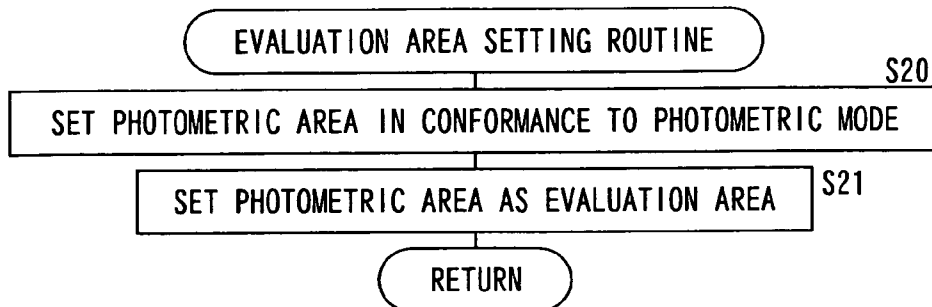 EVALUATION AREA SETTING ROUTINE
S20
SET PHOTOMETRIC AREA IN CONFORMANCE TO PHOTOMETRIC MODE
S21
SET PHOTOMETRIC AREA AS EVALUATION AREA
RETURN